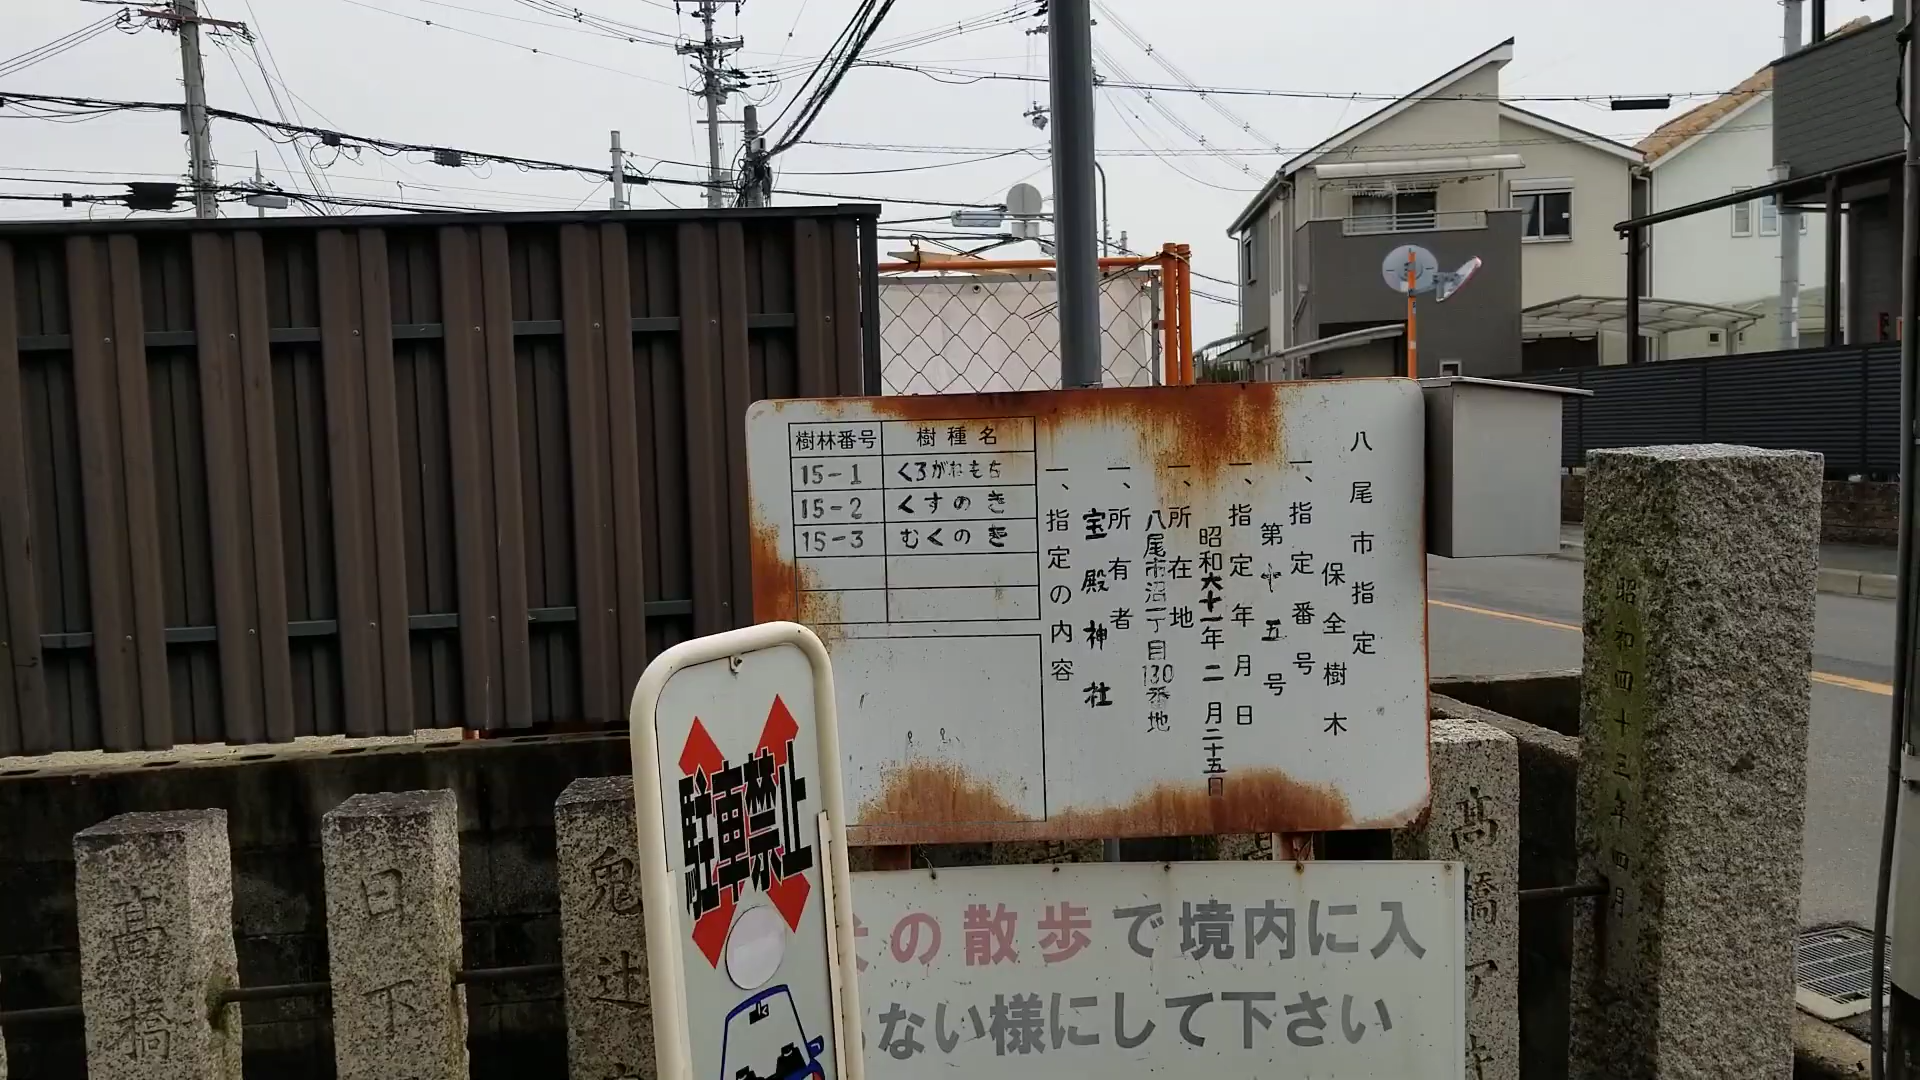 八尾市指定
保全樹木
一、指定番号
第十五号
一、指定年月日
昭和六十一年二月二十五日
一、所在地
八尾市沼一丁目130番地
一、所有者
宝殿神社
一、指定の内容
樹林番号 樹種名
15-1 くろがねもち
15-2 くすのき
15-3 むくのき
駐車禁止
の散歩で境内に入
ない様にして下さい
昭和四十三年四月
髙橋
日下
鬼辻
髙橋